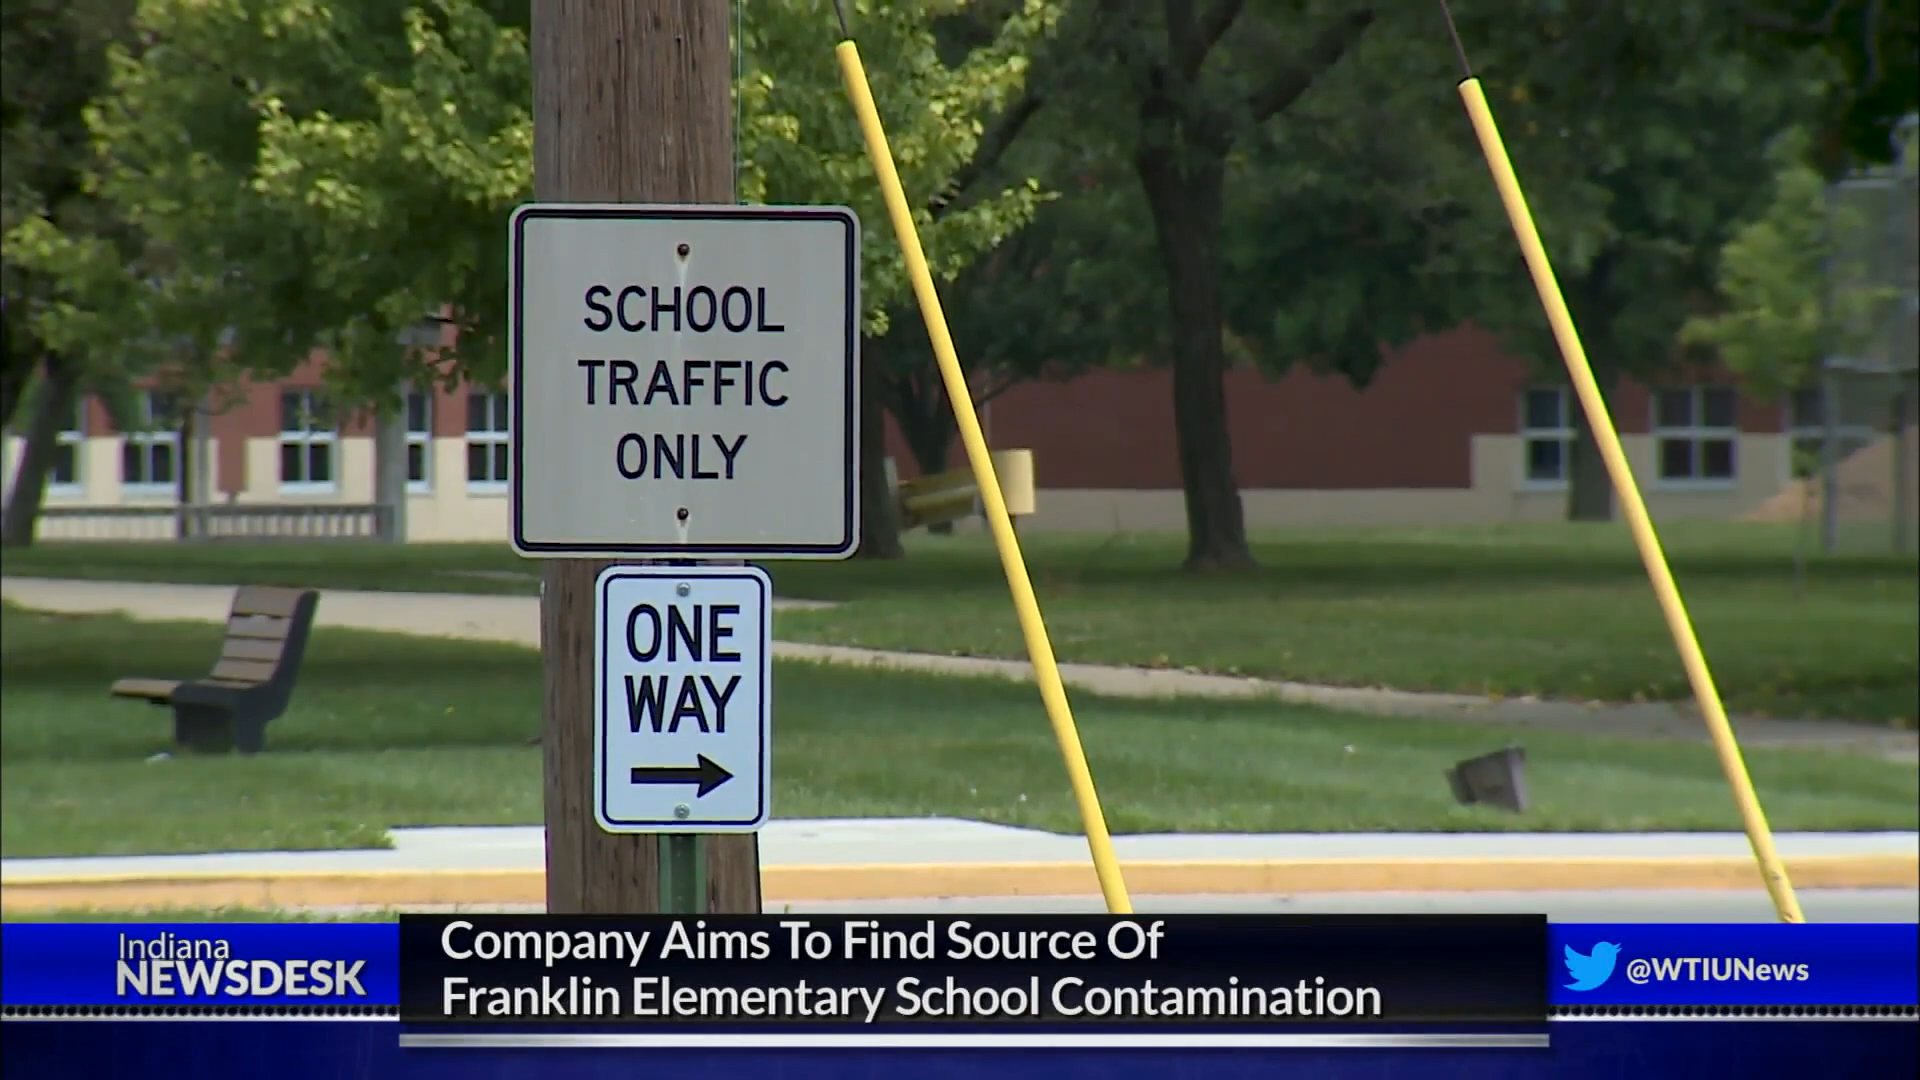 SCHOOL
TRAFFIC
ONLY
ONE
WAY
Indiana
NEWSDESK
Company Aims To Find Source Of
Franklin Elementary School Contamination
@WTIUNews